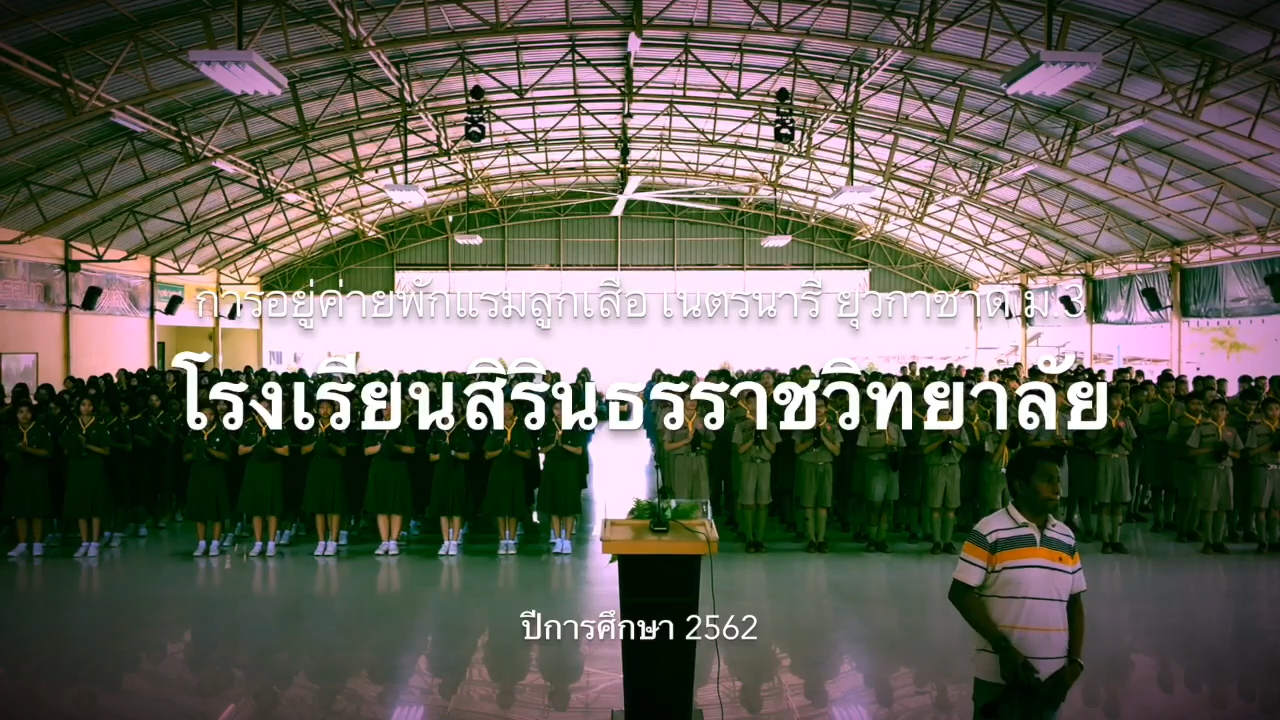 การอยู่ค่ายพักแรมลูกเสือ เนตรนารี ยุวกาชาด ม.3
โรงเรียนสิรินธรราชวิทยาลัย
ปีการศึกษา 2562